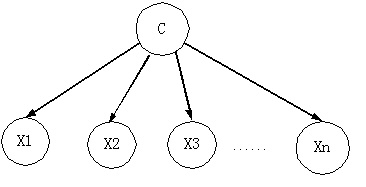 C
X1 X2 X3 ...... Xn